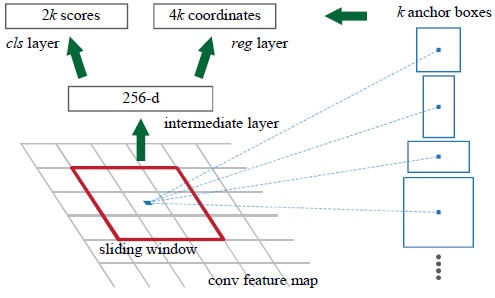 2k scores
4k coordinates
k anchor boxes
cls layer
reg layer
256-d
intermediate layer
sliding window
conv feature map